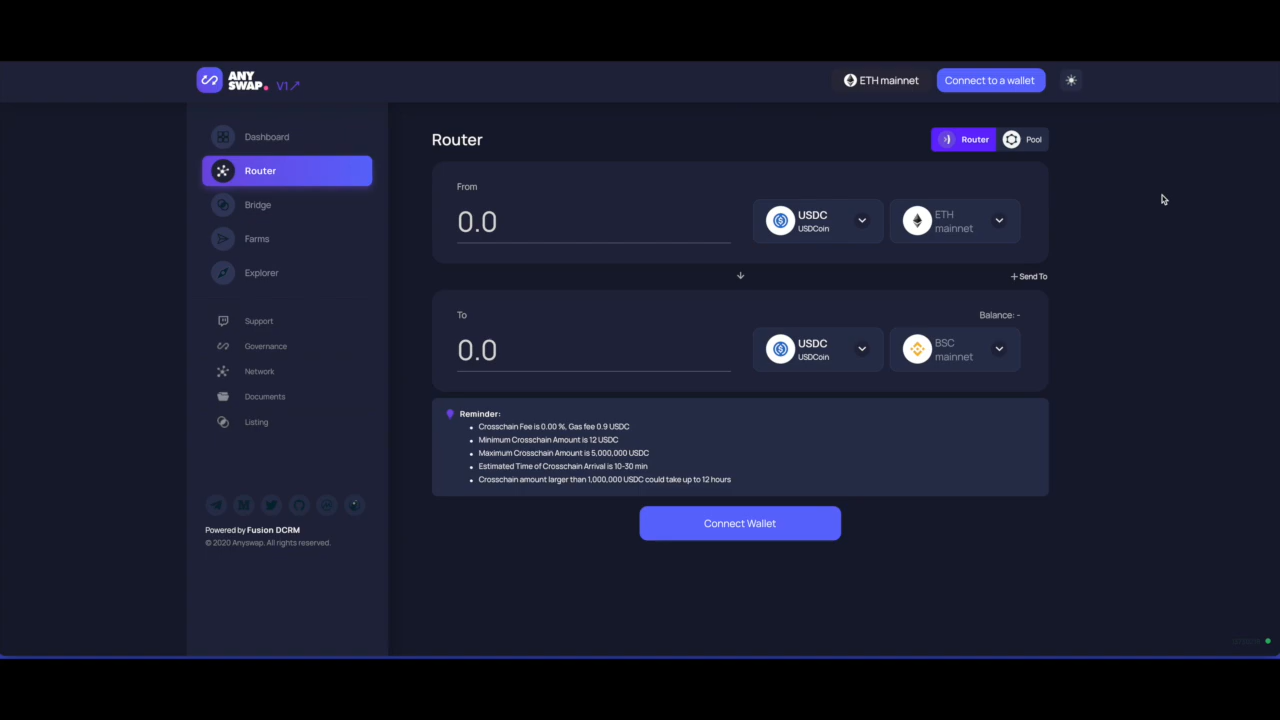 ANY
SWAP
V1↗
ETH mainnet
Connect to a wallet
Dashboard
Router
Bridge
Farms
Explorer
Support
Governance
Network
Documents
Listing
Powered by Fusion DCRM
© 2020 Anyswap. All rights reserved.
Router
Router
Pool
From
0.0
USDC
USDCoin
ETH
mainnet
+ Send To
To
Balance: -
0.0
USDC
USDCoin
BSC
mainnet
Reminder:
• Crosschain Fee is 0.00 %, Gas fee 0.9 USDC
• Minimum Crosschain Amount is 12 USDC
• Maximum Crosschain Amount is 5,000,000 USDC
• Estimated Time of Crosschain Arrival is 10-30 min
• Crosschain amount larger than 1,000,000 USDC could take up to 12 hours
Connect Wallet